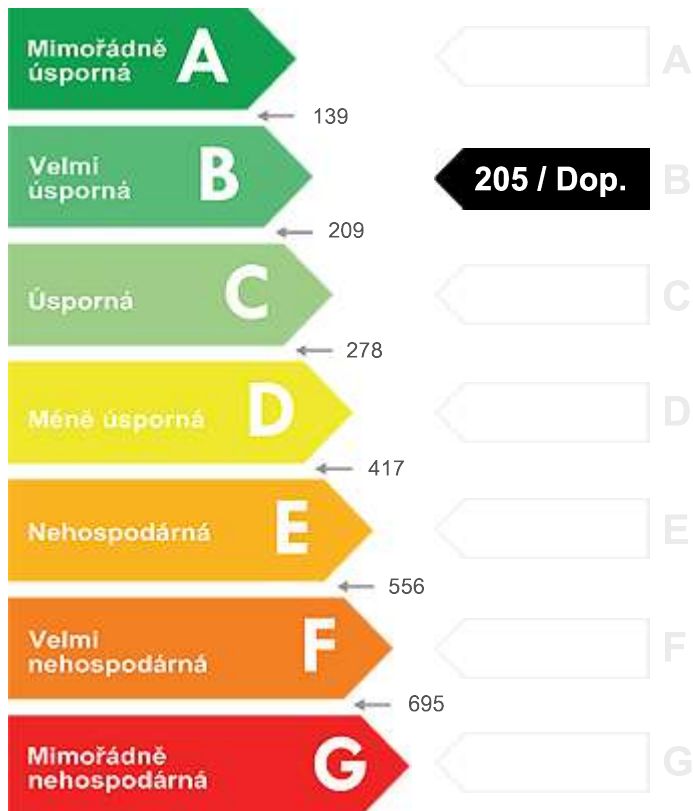 Mimořádně
úsporná
A
A
139
Velmi
úsporná
B
205 / Dop.
B
209
Úsporná
C
C
278
Méně úsporná
D
D
417
Nehospodárná
E
E
556
Velmi
nehospodárná
F
F
695
Mimořádně
nehospodárná
G
G